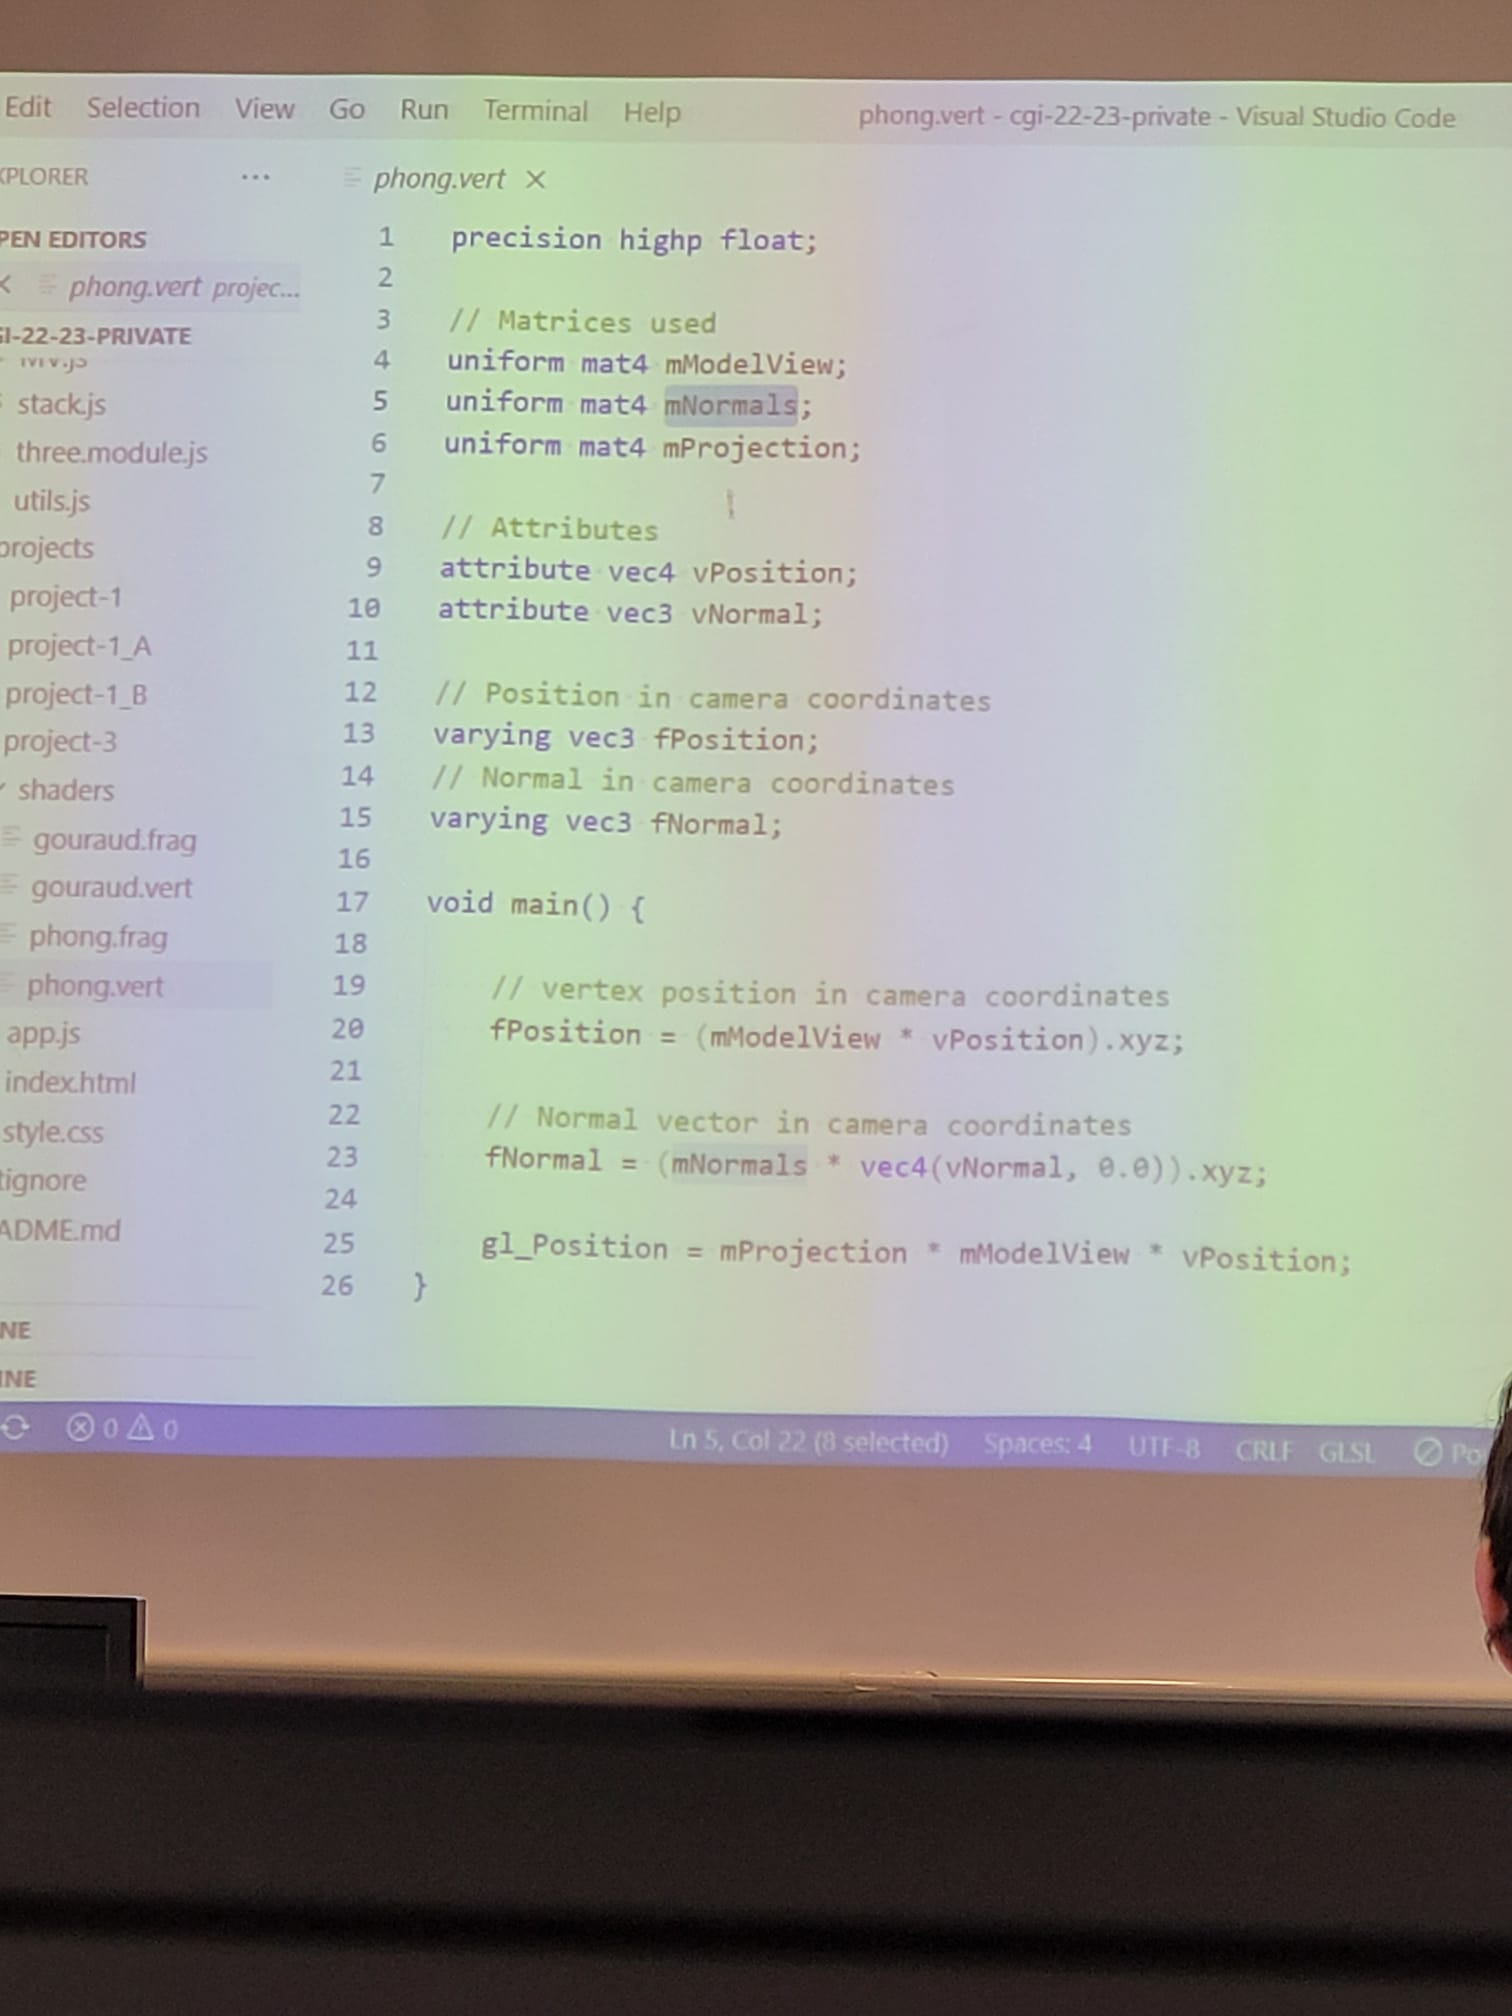 Edit Selection View Go Run Terminal Help phong.vert - cgi-22-23-private - Visual Studio Code
XPLORER ...
PEN EDITORS
phong.vert projec...
GI-22-23-PRIVATE
MV.js
stack.js
three.module.js
utils.js
projects
project-1
project-1_A
project-1_B
project-3
shaders
gouraud.frag
gouraud.vert
phong.frag
phong.vert
app.js
index.html
style.css
tignore
ADME.md
NE
INE
phong.vert ×
1 precision highp float;
2
3 // Matrices used
4 uniform mat4 mModelView;
5 uniform mat4 mNormals;
6 uniform mat4 mProjection;
7
8 // Attributes
9 attribute vec4 vPosition;
10 attribute vec3 vNormal;
11
12 // Position in camera coordinates
13 varying vec3 fPosition;
14 // Normal in camera coordinates
15 varying vec3 fNormal;
16
17 void main() {
18
19 // vertex position in camera coordinates
20 fPosition = (mModelView * vPosition).xyz;
21
22 // Normal vector in camera coordinates
23 fNormal = (mNormals * vec4(vNormal, 0.0)).xyz;
24
25 gl_Position = mProjection * mModelView * vPosition;
26 }
0 0 Ln 5, Col 22 (8 selected) Spaces: 4 UTF-8 CRLF GLSL Po